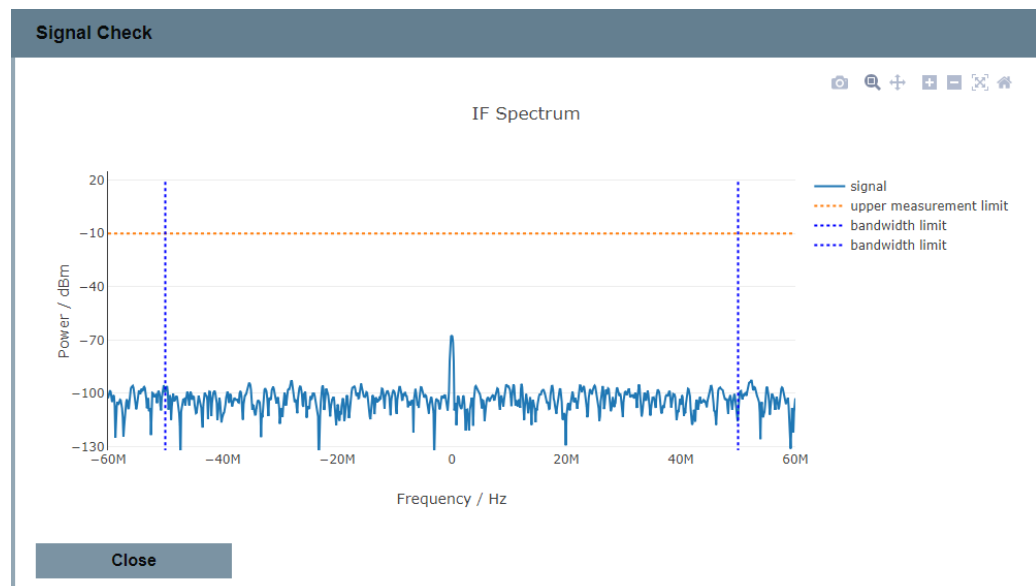 Signal Check
IF Spectrum
20
−10
−40
−70
−100
−130
Power / dBm
−60M
−40M
−20M
0
20M
40M
60M
Frequency / Hz
signal
upper measurement limit
bandwidth limit
bandwidth limit
Close